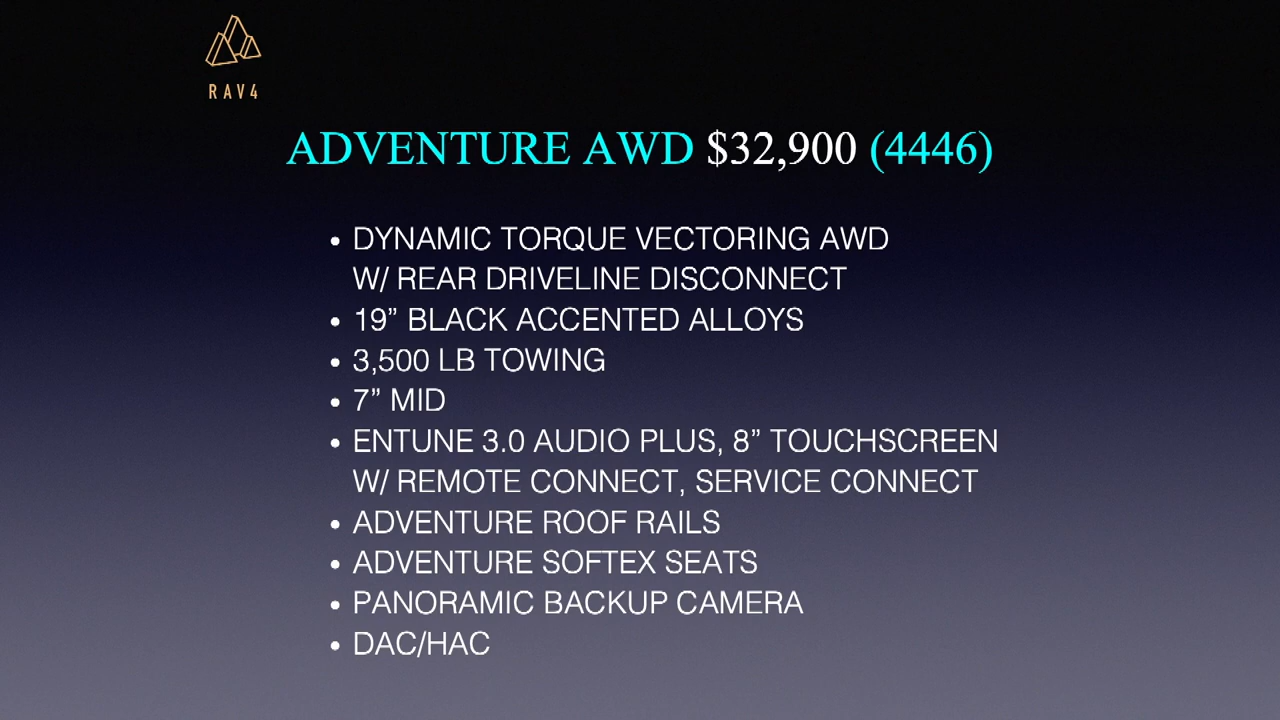 RAV4
ADVENTURE AWD $32,900 (4446)
• DYNAMIC TORQUE VECTORING AWD
W/ REAR DRIVELINE DISCONNECT
• 19” BLACK ACCENTED ALLOYS
• 3,500 LB TOWING
• 7” MID
• ENTUNE 3.0 AUDIO PLUS, 8” TOUCHSCREEN
W/ REMOTE CONNECT, SERVICE CONNECT
• ADVENTURE ROOF RAILS
• ADVENTURE SOFTEX SEATS
• PANORAMIC BACKUP CAMERA
• DAC/HAC